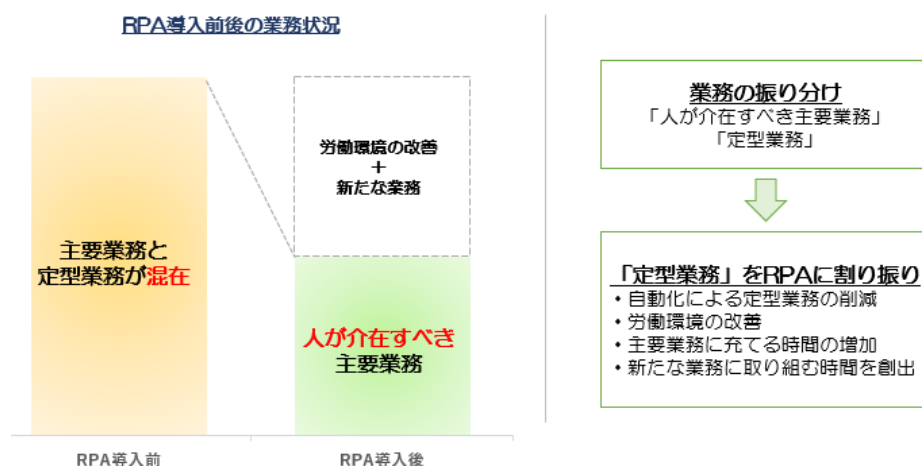 RPA導入前後の業務状況
主要業務と
定型業務が混在
労働環境の改善
+
新たな業務
人が介在すべき
主要業務
RPA導入前
RPA導入後
業務の振り分け
「人が介在すべき主要業務」
「定型業務」
「定型業務」をRPAに割り振り
・自動化による定型業務の削減
・労働環境の改善
・主要業務に充てる時間の増加
・新たな業務に取り組む時間を創出